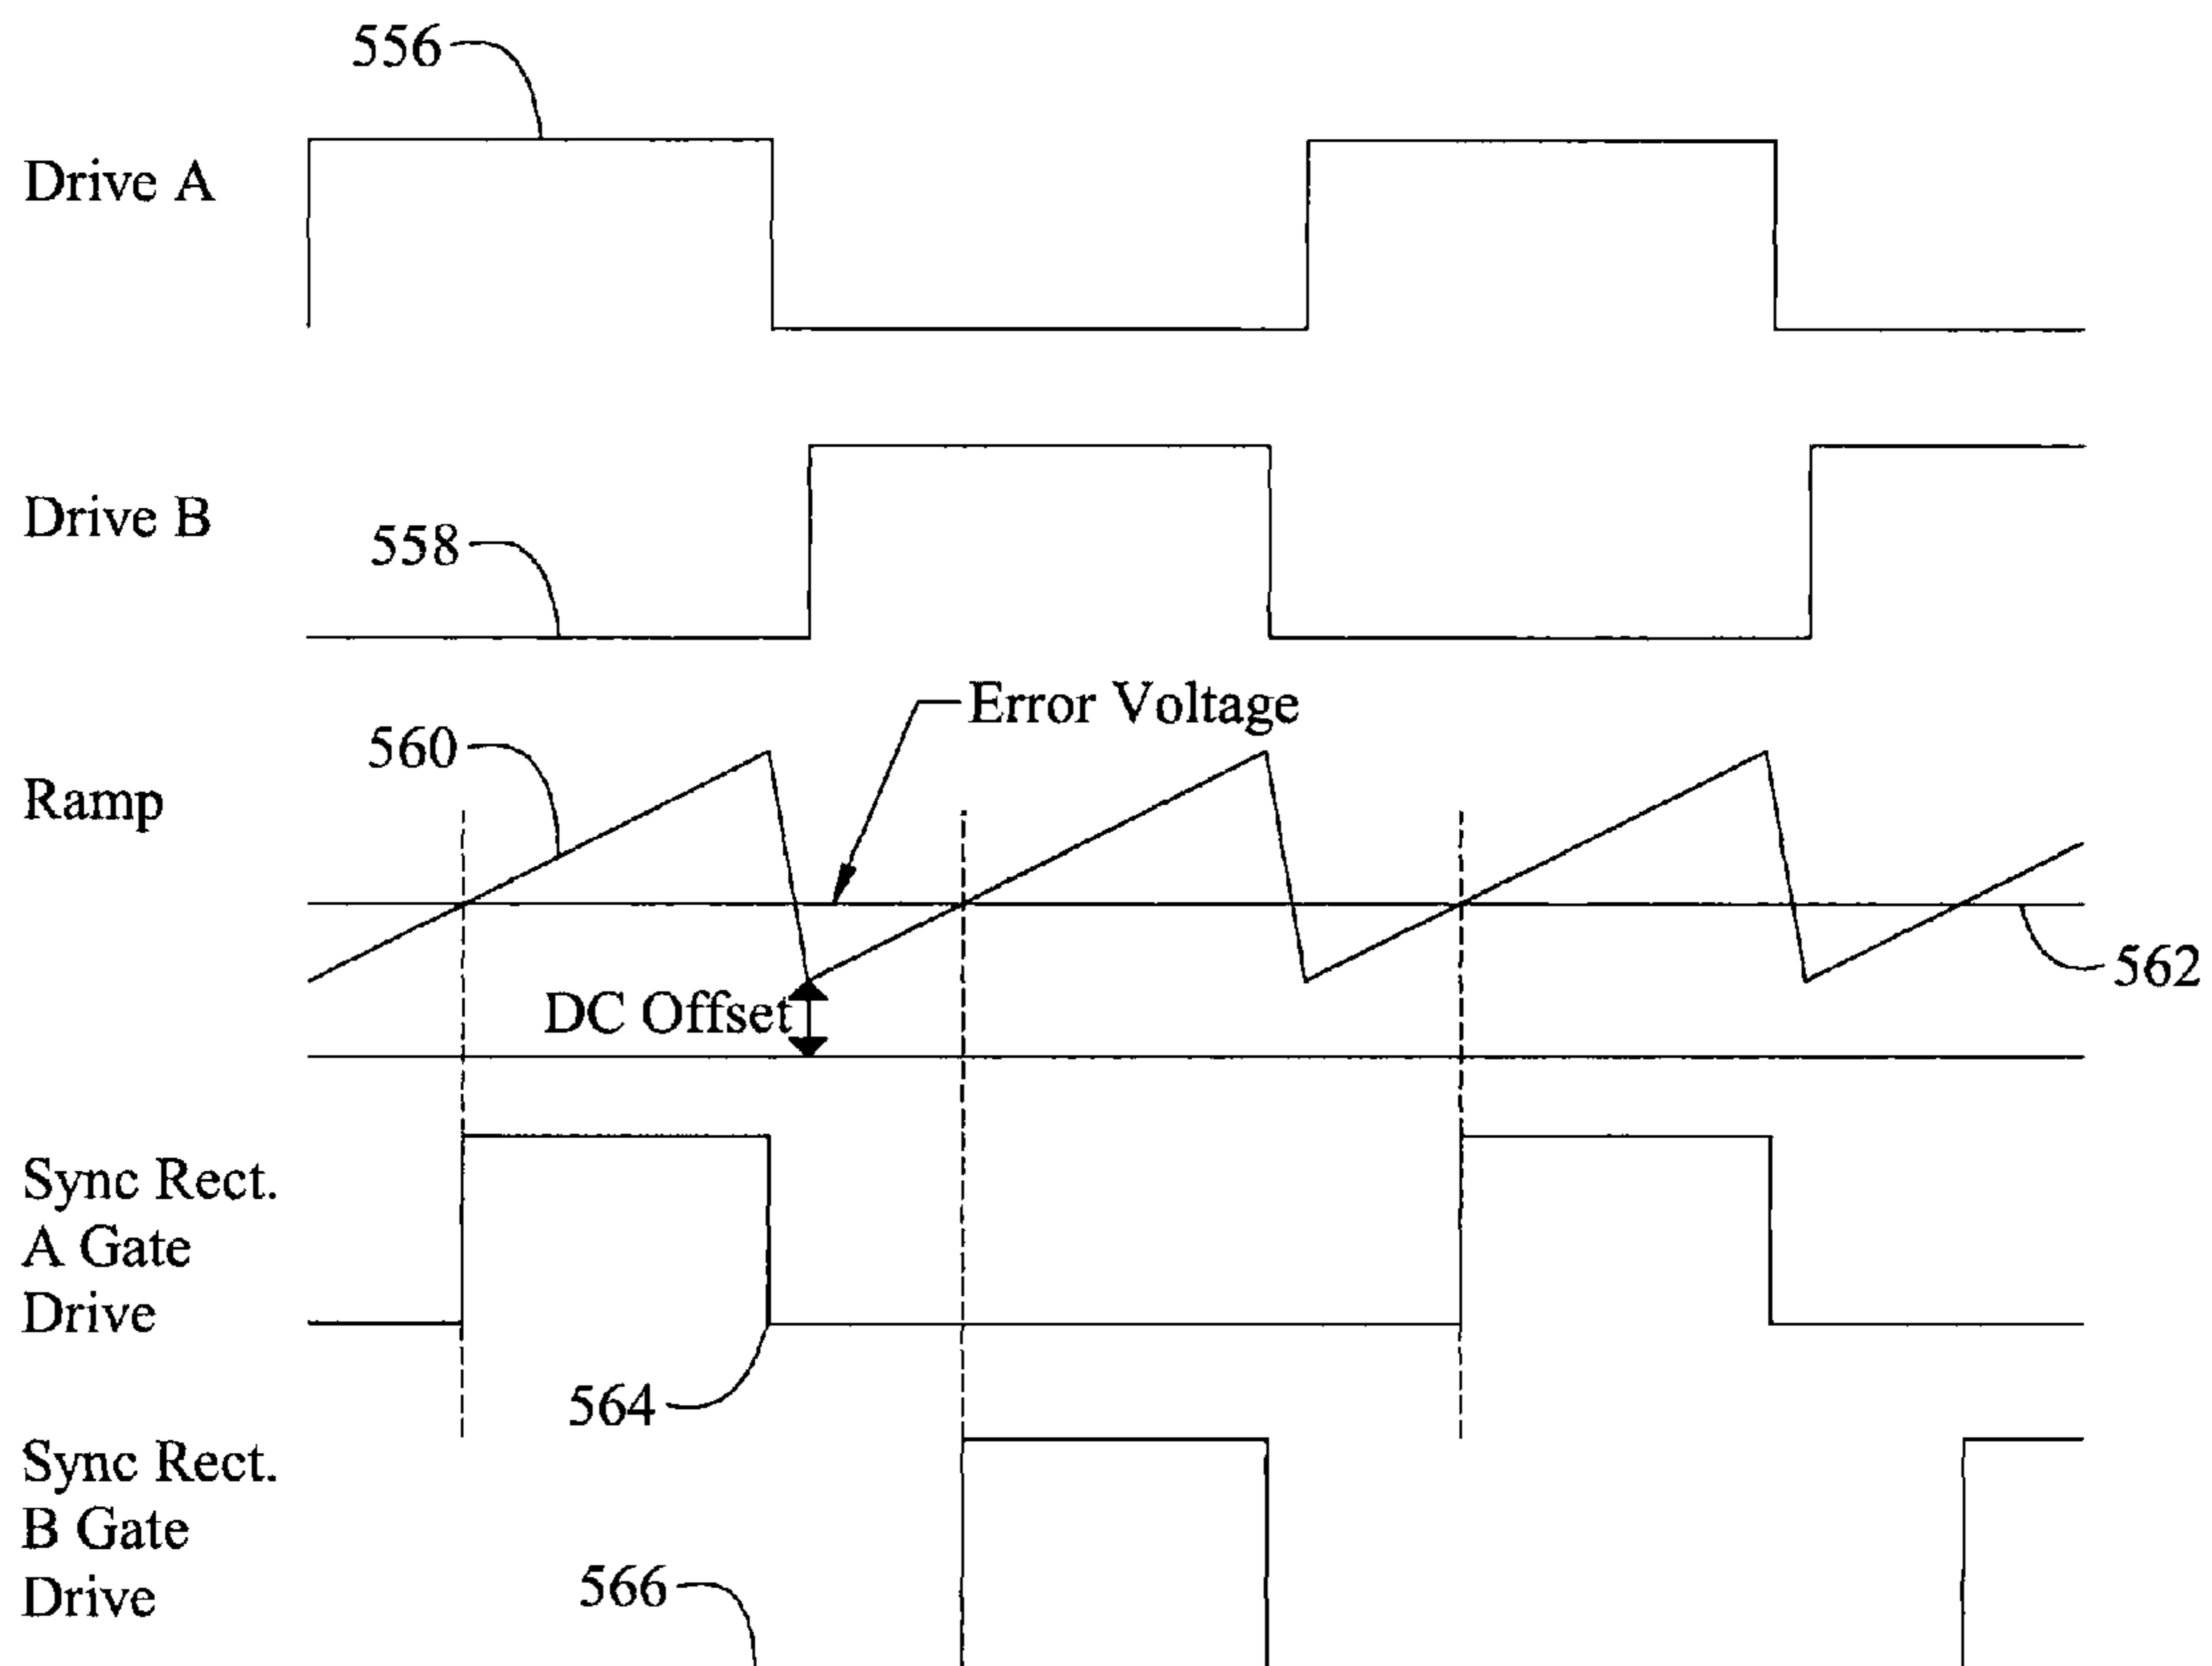 556
Drive A
Drive B
558
Error Voltage
560
Ramp
562
DC Offset
Sync Rect.
A Gate
Drive
564
Sync Rect.
B Gate
Drive
566